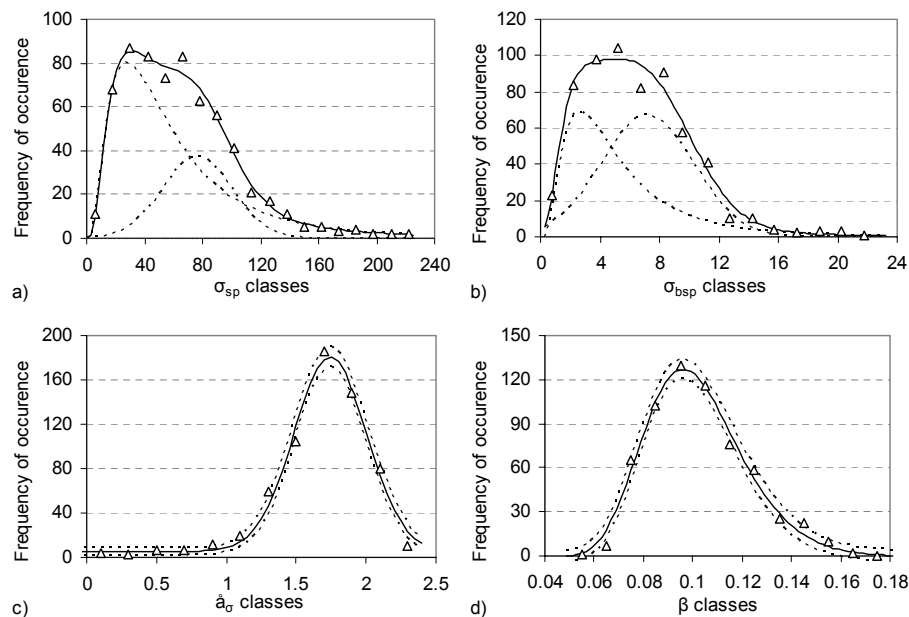 Frequency of occurence
100
80
60
40
20
0
0 40 80 120 160 200 240
a) σsp classes
Frequency of occurence
120
100
80
60
40
20
0
0 4 8 12 16 20 24
b) σbsp classes
Frequency of occurence
200
160
120
80
40
0
0 0.5 1 1.5 2 2.5
c) åσ classes
Frequency of occurence
150
120
90
60
30
0
0.04 0.06 0.08 0.10 0.12 0.14 0.16 0.18
d) β classes